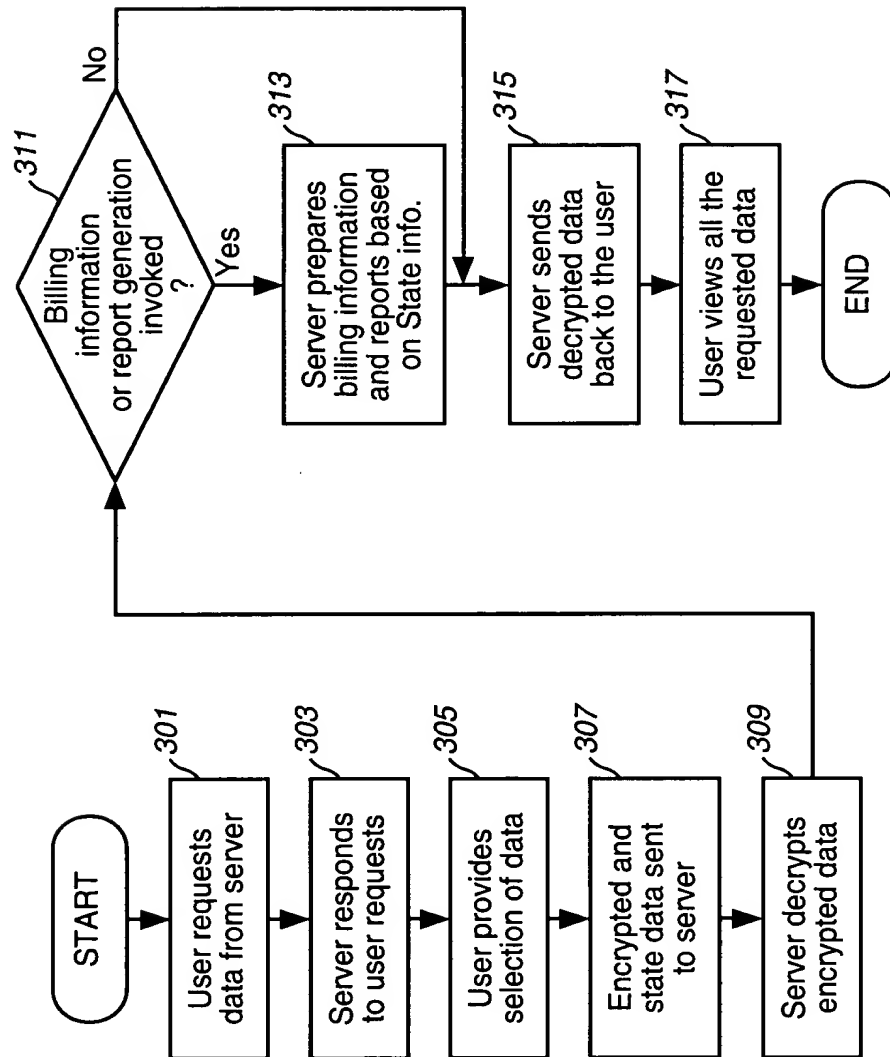 START
301
User requests
data from server
303
Server responds
to user requests
305
User provides
selection of data
307
Encrypted and
state data sent
to server
309
Server decrypts
encrypted data
311
Billing
information
or report generation
invoked
?
No
Yes
313
Server prepares
billing information
and reports based
on State info.
315
Server sends
decrypted data
back to the user
317
User views all the
requested data
END